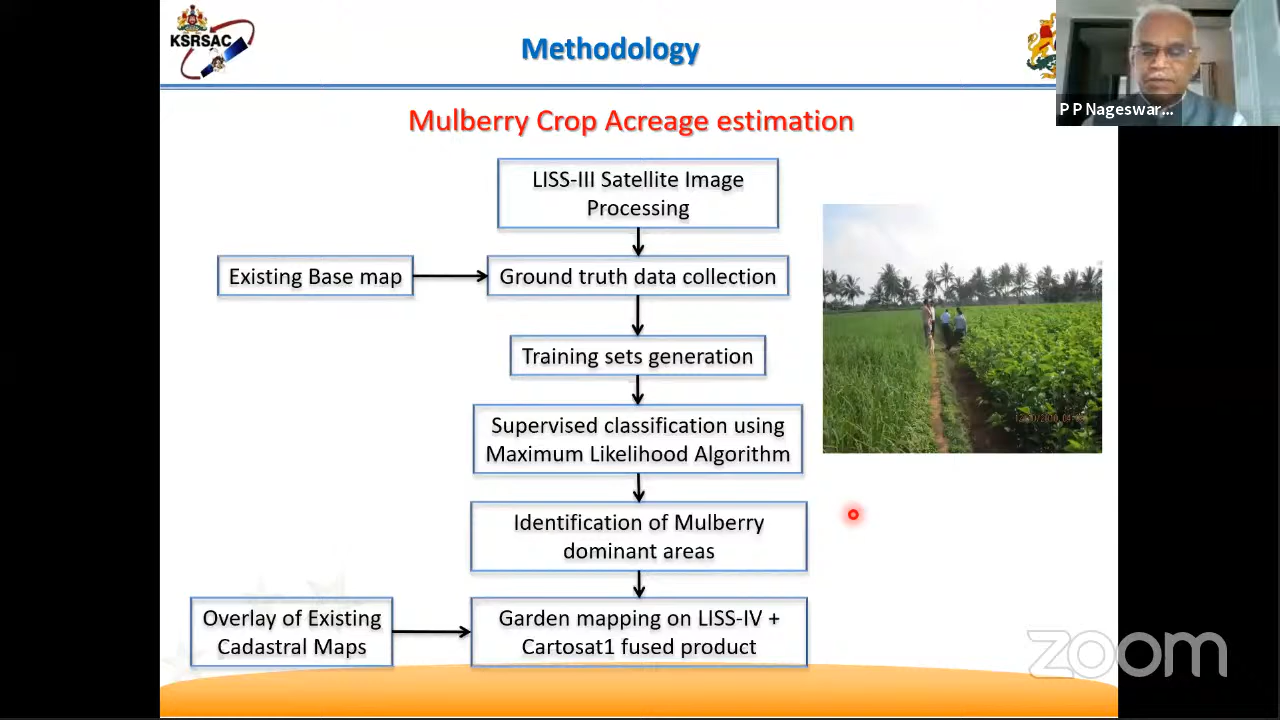 KSRSAC
Methodology
P P Nageswar...
Mulberry Crop Acreage estimation
LISS-III Satellite Image
Processing
Existing Base map
Ground truth data collection
Training sets generation
Supervised classification using
Maximum Likelihood Algorithm
Identification of Mulberry
dominant areas
Overlay of Existing
Cadastral Maps
Garden mapping on LISS-IV +
Cartosat1 fused product
zoom